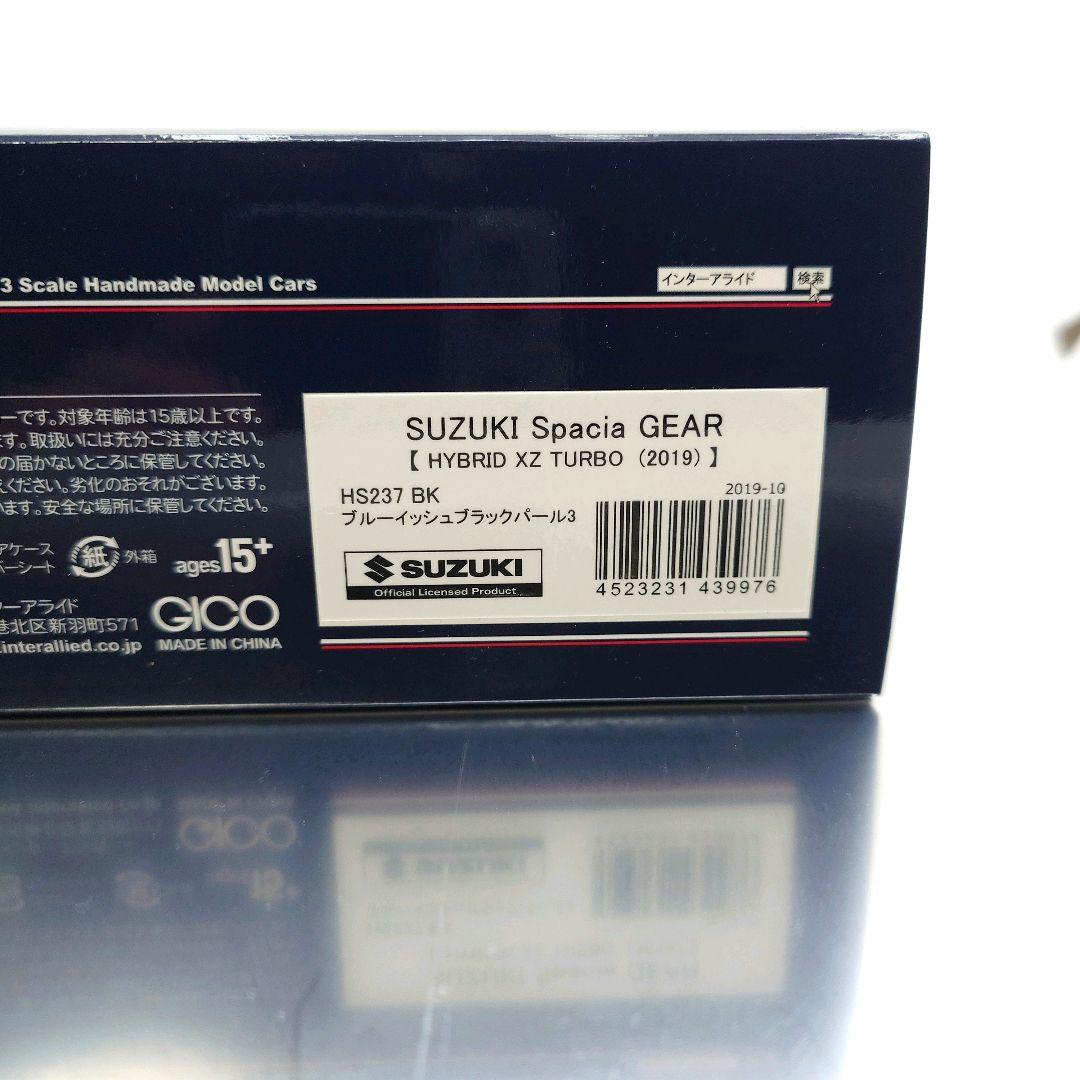 3 Scale Handmade Model Cars
インターアライド 検索
ーです。対象年齢は15歳以上です。
ます。取扱いには充分ご注意ください。
の届かないところに保管してください。
ください。劣化のおそれがございます。
います。安全な場所に保管してください。
アケース
バーシート
紙 外箱
ages15+
ターアライド
港北区新羽町571
.interallied.co.jp
GICO
MADE IN CHINA
SUZUKI Spacia GEAR
【 HYBRID XZ TURBO (2019) 】
HS237 BK
2019-10
ブルーイッシュブラックパール3
SUZUKI
Official Licensed Product
4523231 439976